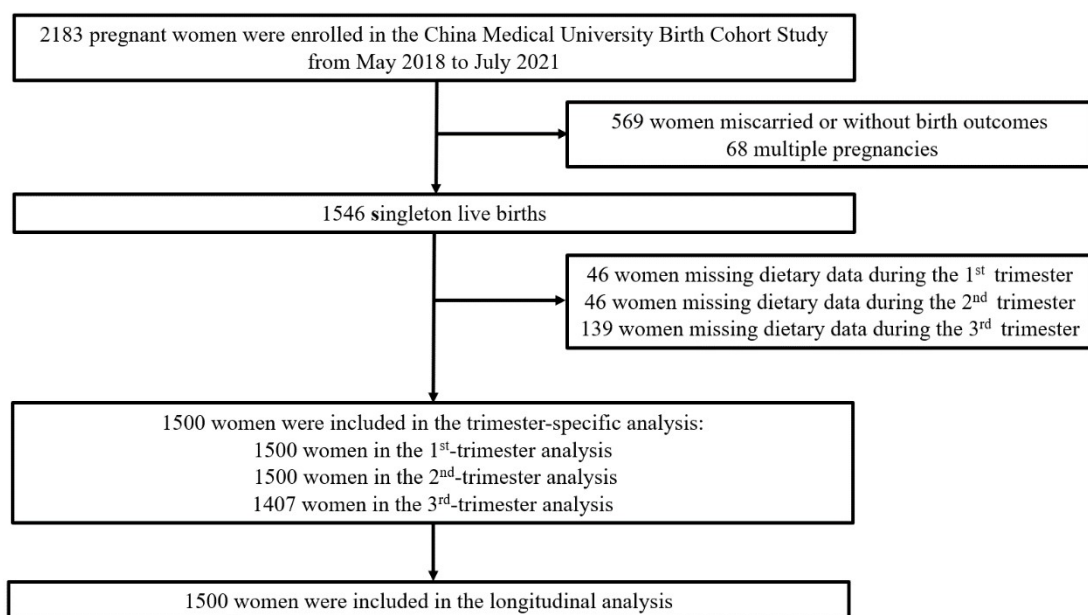 2183 pregnant women were enrolled in the China Medical University Birth Cohort Study
from May 2018 to July 2021
569 women miscarried or without birth outcomes
68 multiple pregnancies
1546 singleton live births
46 women missing dietary data during the 1st trimester
46 women missing dietary data during the 2nd trimester
139 women missing dietary data during the 3rd trimester
1500 women were included in the trimester-specific analysis:
1500 women in the 1st-trimester analysis
1500 women in the 2nd-trimester analysis
1407 women in the 3rd-trimester analysis
1500 women were included in the longitudinal analysis